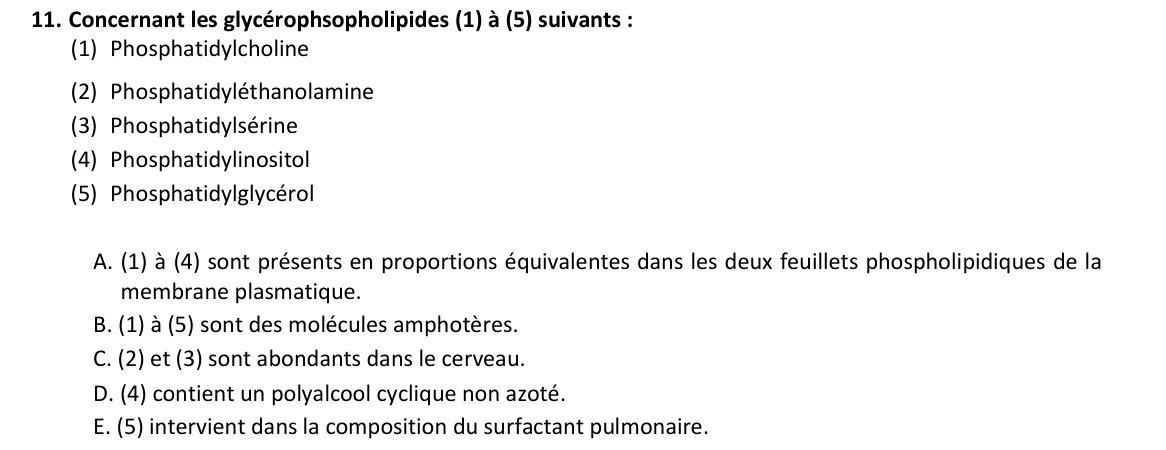 11. Concernant les glycérophsopholipides (1) à (5) suivants :
(1) Phosphatidylcholine
(2) Phosphatidyléthanolamine
(3) Phosphatidylsérine
(4) Phosphatidylinositol
(5) Phosphatidylglycérol
A. (1) à (4) sont présents en proportions équivalentes dans les deux feuillets phospholipidiques de la
membrane plasmatique.
B. (1) à (5) sont des molécules amphotères.
C. (2) et (3) sont abondants dans le cerveau.
D. (4) contient un polyalcool cyclique non azoté.
E. (5) intervient dans la composition du surfactant pulmonaire.